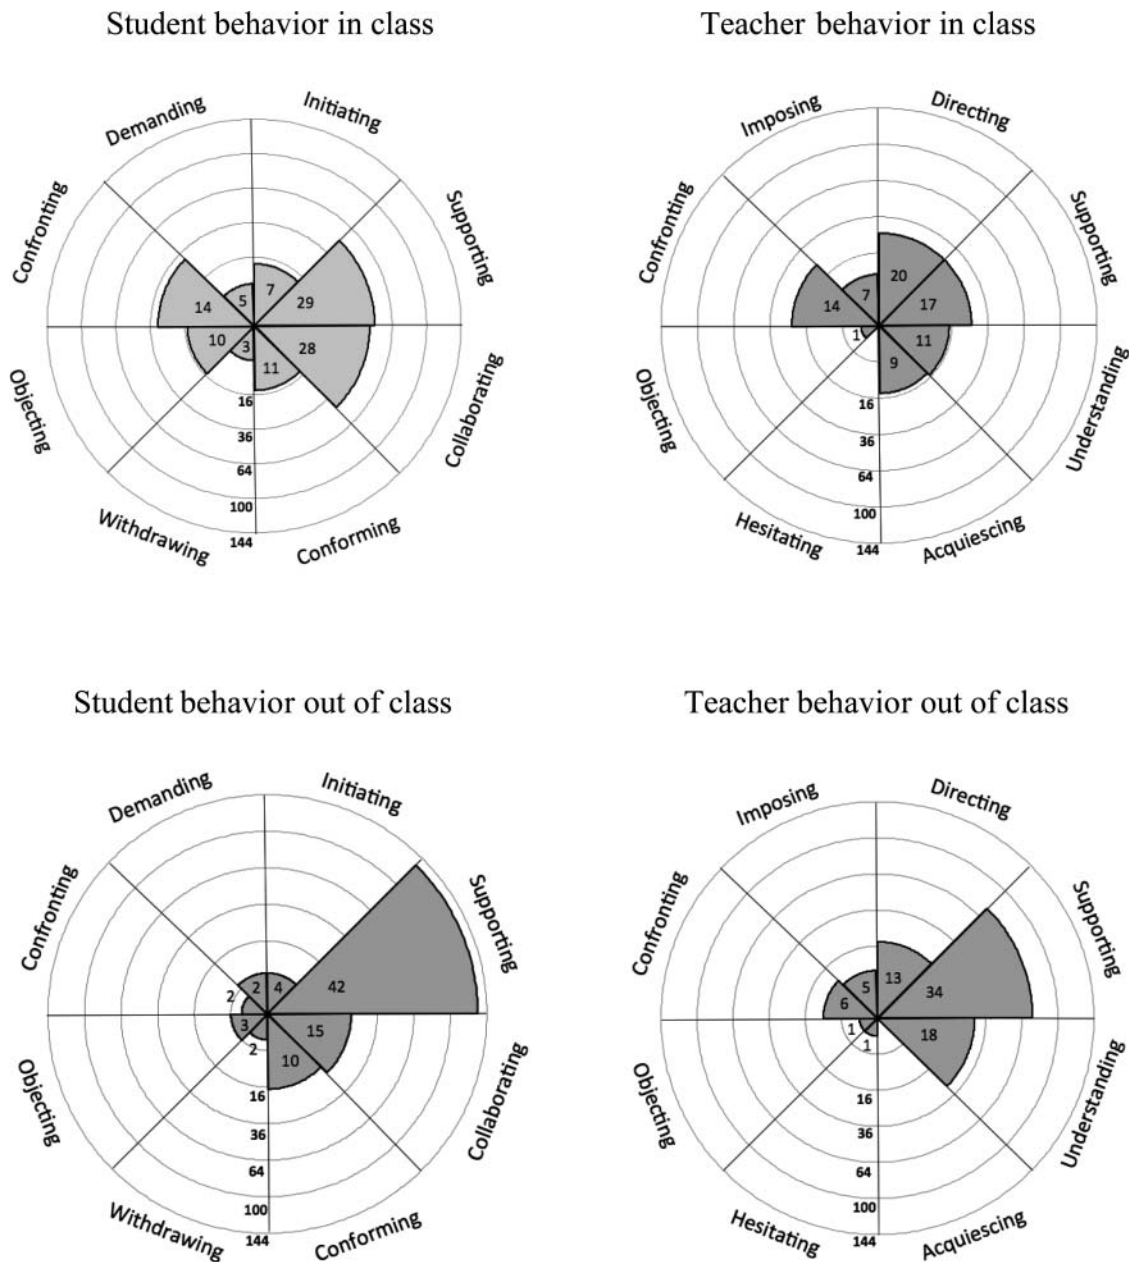 Student behavior in class
Demanding
Initiating
Confronting
Supporting
5
7
14
29
10
3
11
28
Objecting
Collaborating
16
36
64
100
144
Withdrawing
Conforming
Teacher behavior in class
Imposing
Directing
Confronting
Supporting
7
20
14
17
1
9
11
Objecting
Understanding
16
36
64
100
144
Hesitating
Acquiescing
Student behavior out of class
Demanding
Initiating
Confronting
Supporting
2
2
4
42
3
2
10
15
Objecting
Collaborating
16
36
64
100
144
Withdrawing
Conforming
Teacher behavior out of class
Imposing
Directing
Confronting
Supporting
5
13
6
34
1
1
18
Objecting
Understanding
16
36
64
100
144
Hesitating
Acquiescing